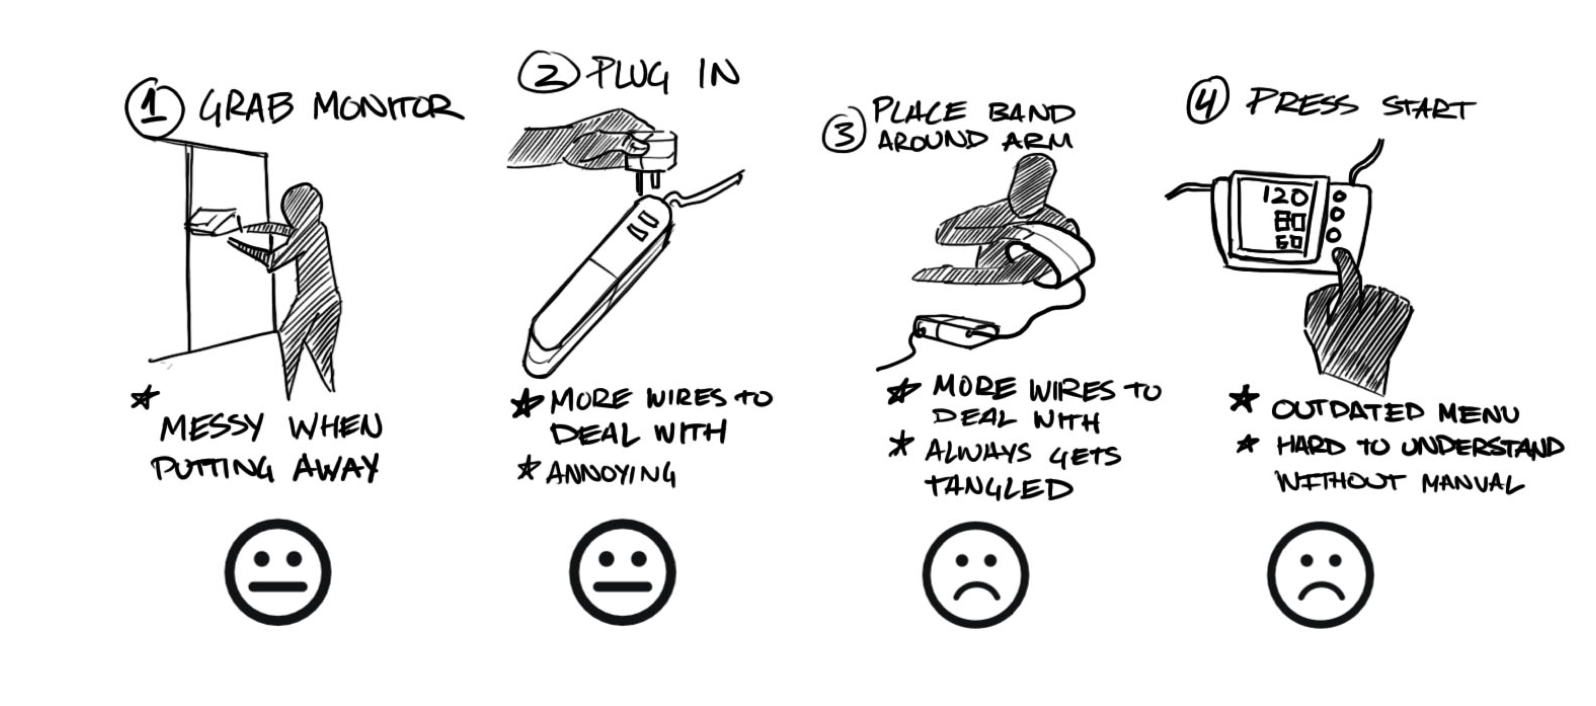 1 GRAB MONITOR
★
MESSY WHEN
PUTTING AWAY
2 PLUG IN
★ MORE WIRES TO
DEAL WITH
★ ANNOYING
3 PLACE BAND
AROUND ARM
★ MORE WIRES TO
DEAL WITH
★ ALWAYS GETS
TANGLED
4 PRESS START
120
80
60
★ OUTDATED MENU
★ HARD TO UNDERSTAND
WITHOUT MANUAL